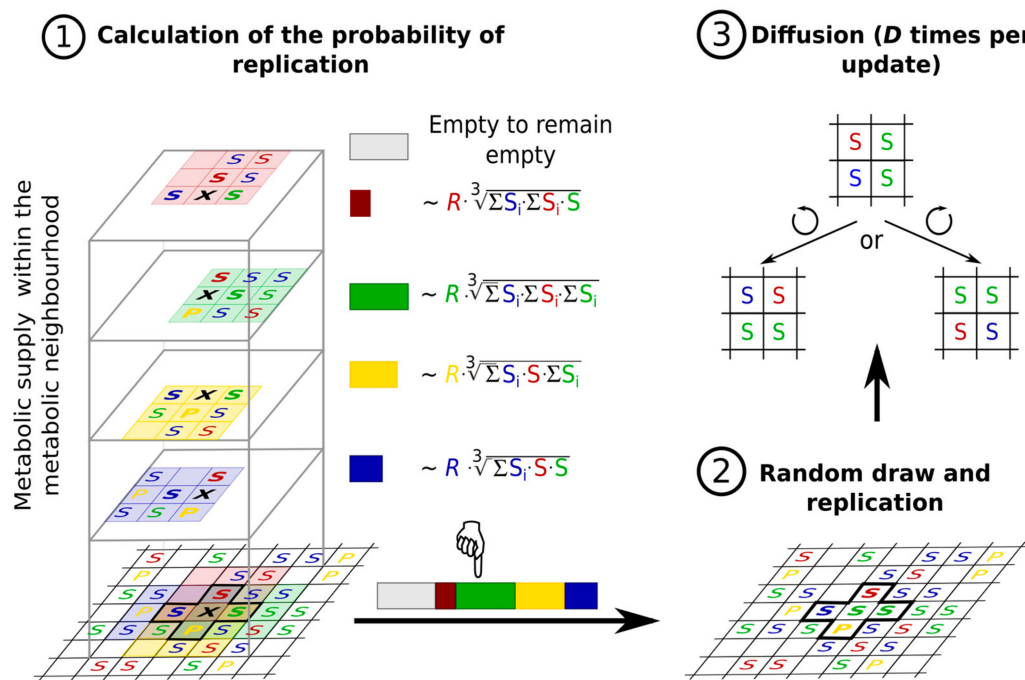 1 Calculation of the probability of
replication
Metabolic supply within the
metabolic neighbourhood
S S
S S
S X S
S S S
X S S
P S S
S X S
S P S
S S
S S
P S X
S S P
Empty to remain
empty
~ R·∛ΣSᵢ·ΣSᵢ·S
~ R·∛ΣSᵢ·ΣSᵢ·ΣSᵢ
~ R·∛ΣSᵢ·S·ΣSᵢ
~ R·∛ΣSᵢ·S·S
3 Diffusion (D times per
update)
S S
S S
or
S S
S S
S S
S S
2 Random draw and
replication